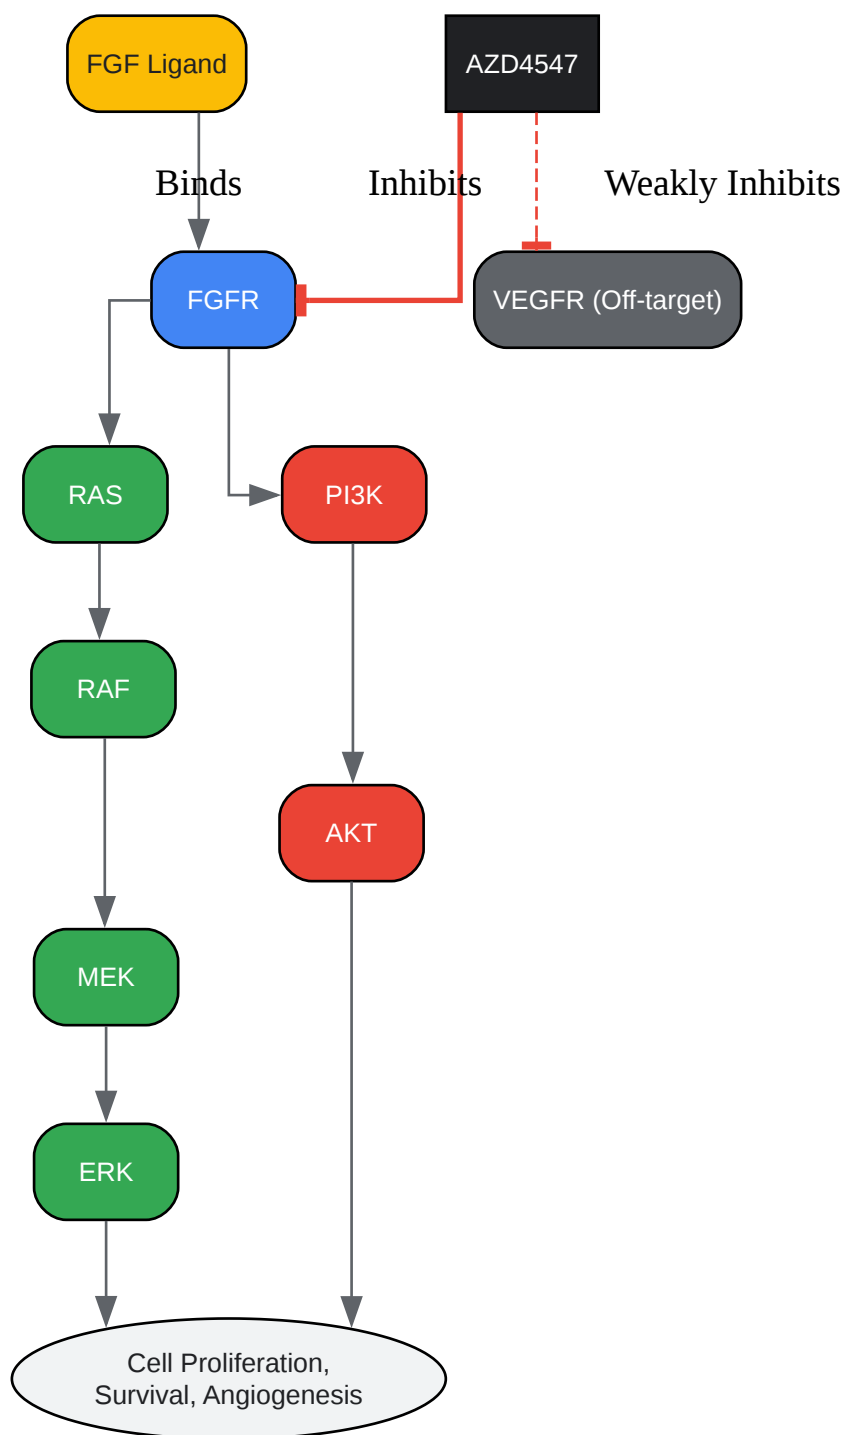 FGF Ligand
AZD4547
Binds
Inhibits
Weakly Inhibits
FGFR
VEGFR (Off-target)
RAS
PI3K
RAF
AKT
MEK
ERK
Cell Proliferation,
Survival, Angiogenesis